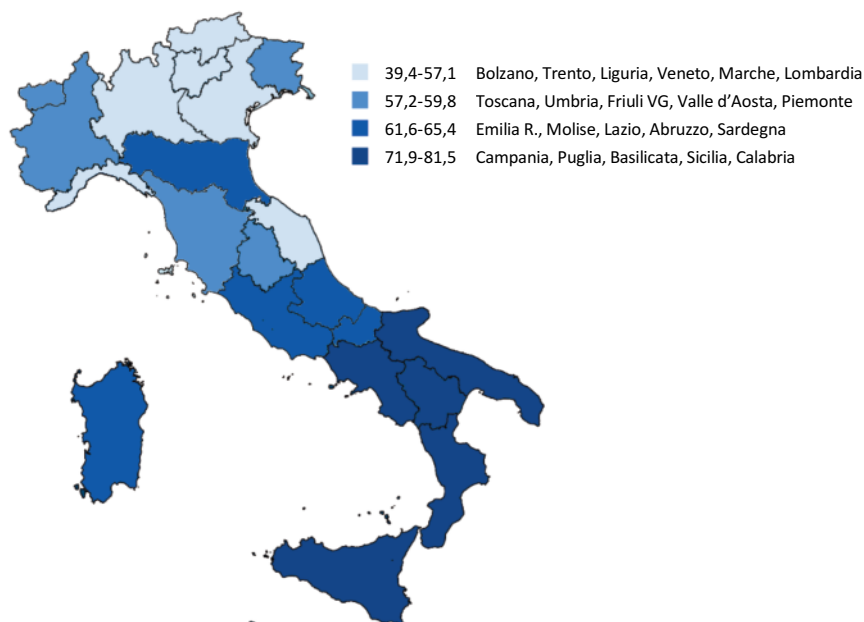 39,4-57,1 Bolzano, Trento, Liguria, Veneto, Marche, Lombardia
57,2-59,8 Toscana, Umbria, Friuli VG, Valle d’Aosta, Piemonte
61,6-65,4 Emilia R., Molise, Lazio, Abruzzo, Sardegna
71,9-81,5 Campania, Puglia, Basilicata, Sicilia, Calabria